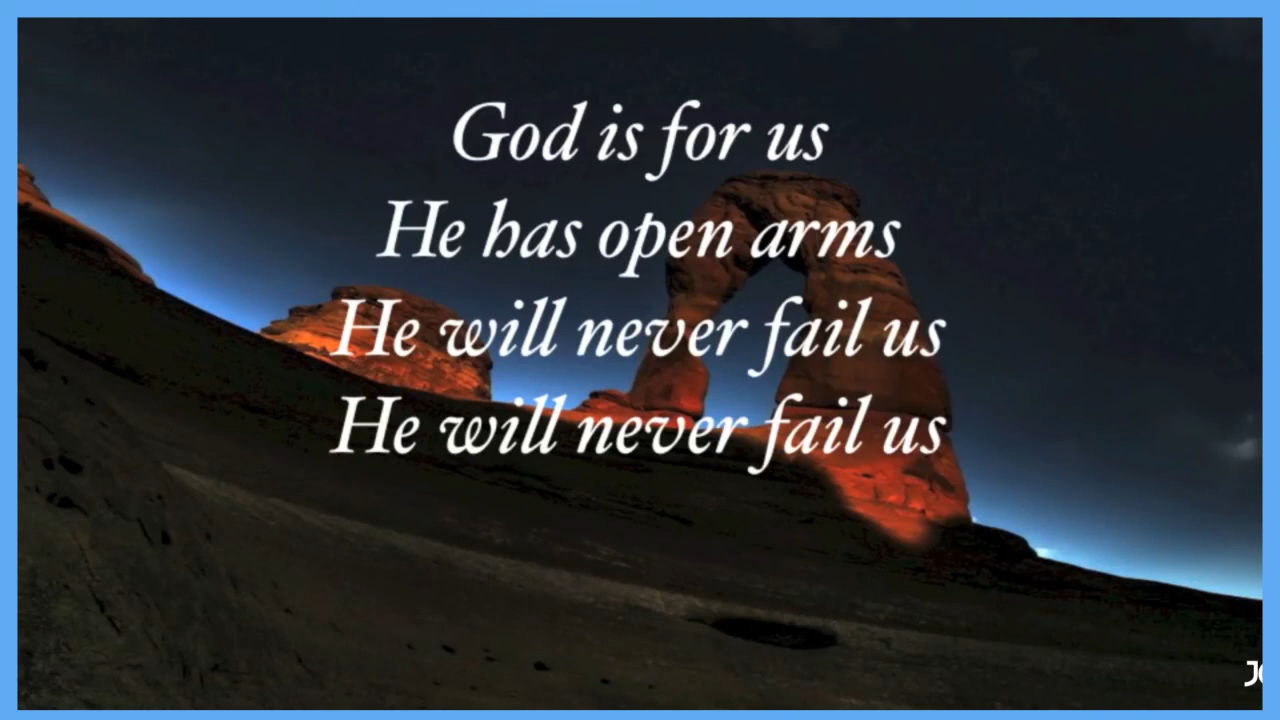 God is for us
He has open arms
He will never fail us
He will never fail us